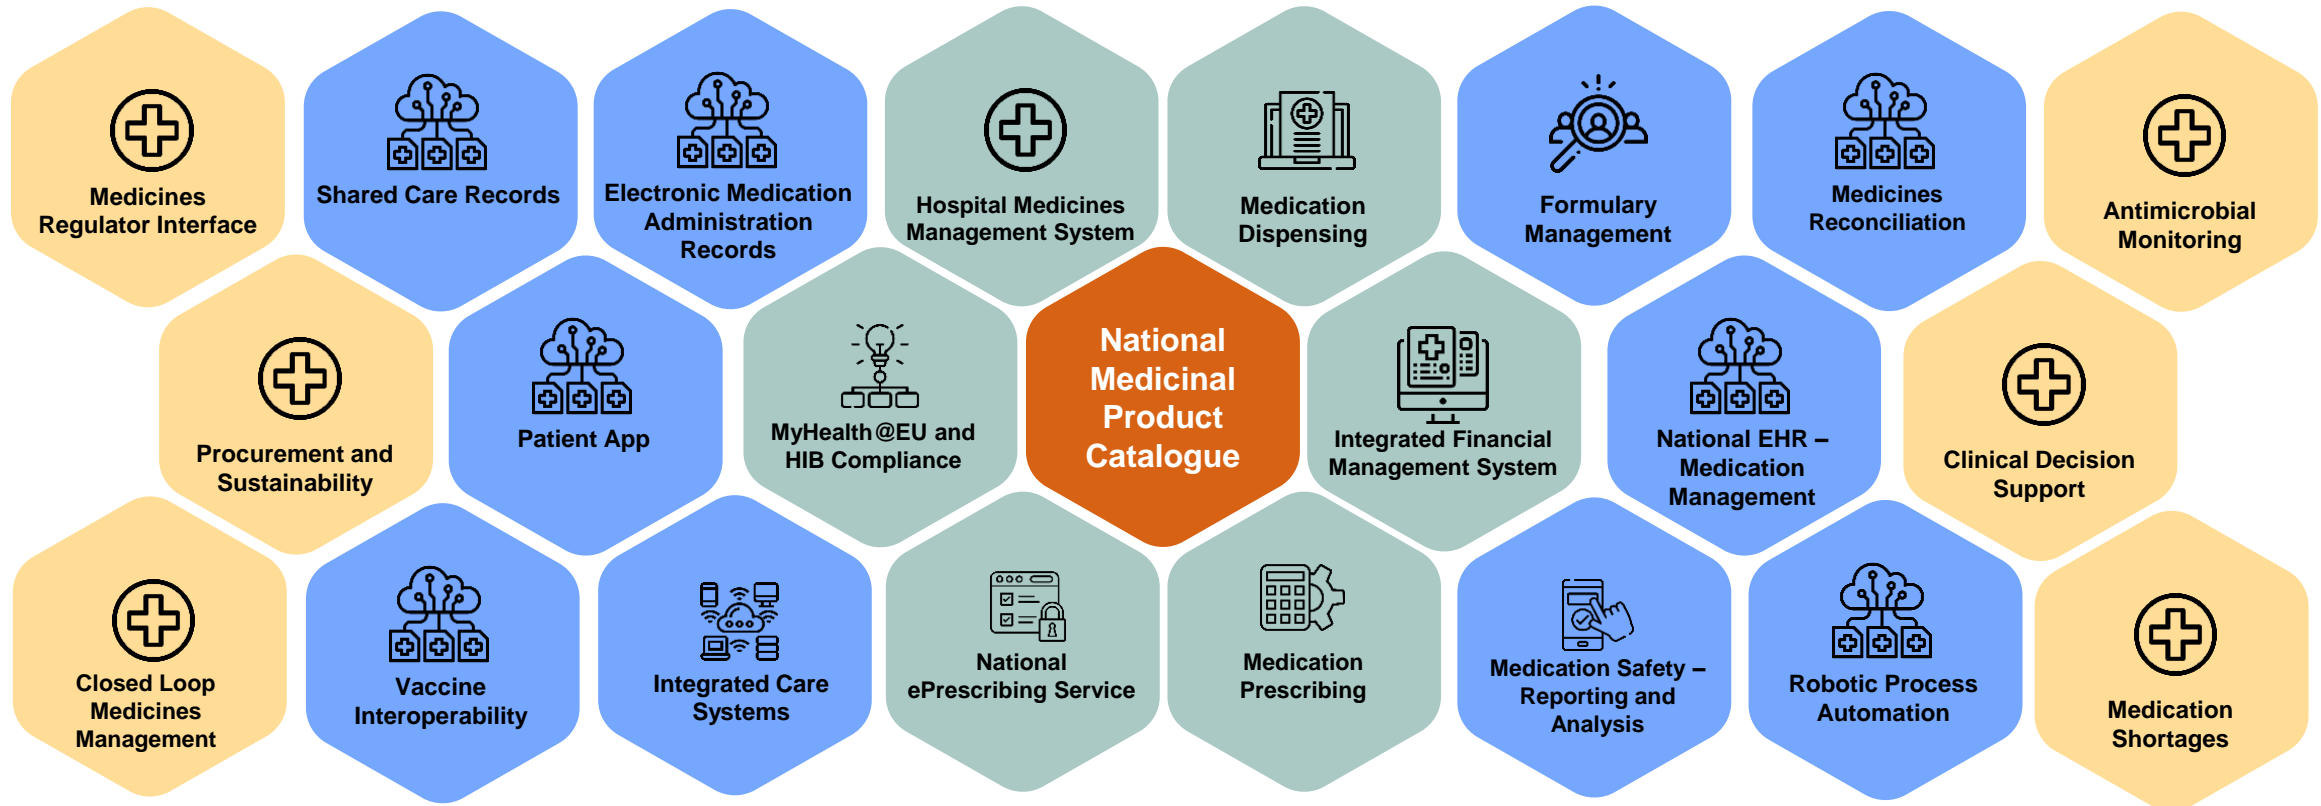 Medicines
Regulator Interface
Shared Care Records
Electronic Medication
Administration
Records
Hospital Medicines
Management System
Medication
Dispensing
Formulary
Management
Medicines
Reconciliation
Antimicrobial
Monitoring
Procurement and
Sustainability
Patient App
MyHealth@EU and
HIB Compliance
National
Medicinal
Product
Catalogue
Integrated Financial
Management System
National EHR –
Medication
Management
Clinical Decision
Support
Closed Loop
Medicines
Management
Vaccine
Interoperability
Integrated Care
Systems
National
ePrescribing Service
Medication
Prescribing
Medication Safety –
Reporting and
Analysis
Robotic Process
Automation
Medication
Shortages